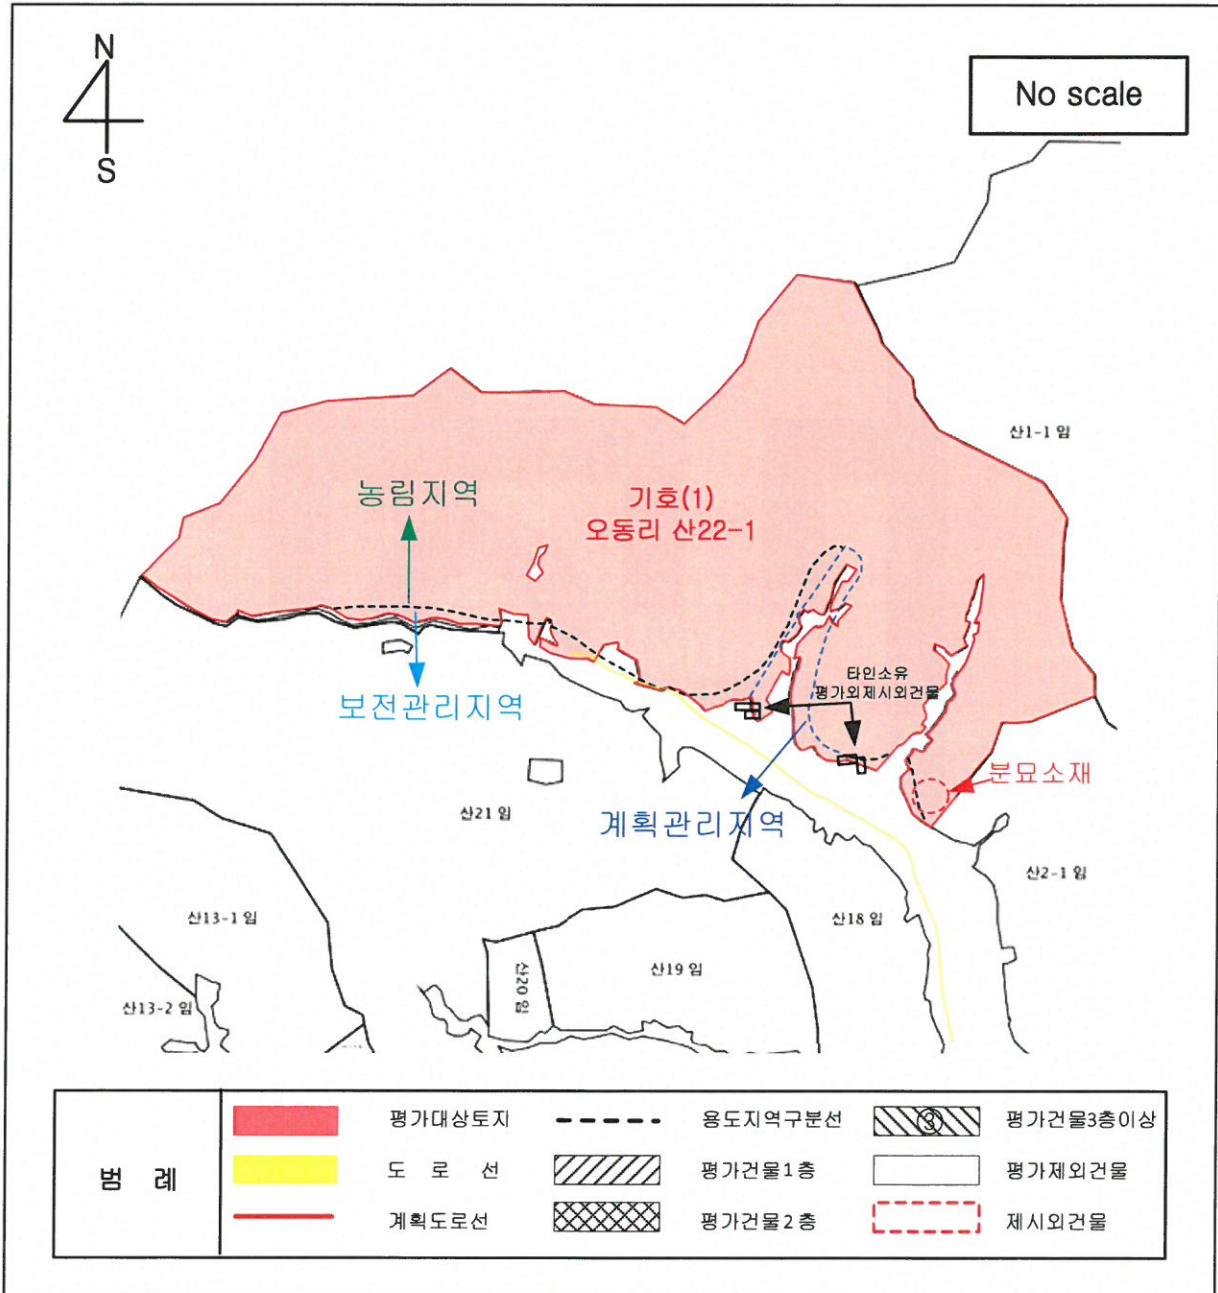 N
S
No scale
산1-1 임
농림지역
기호(1)
오동리 산22-1
타인소유
평가외제시외건물
보전관리지역
분묘소재
산21 임
계획관리지역
산2-1 임
산13-1 임
산18 임
산19 임
산20 임
산13-2 임
범 례
평가대상토지
용도지역구분선
③
평가건물3층이상
도 로 선
평가건물1층
평가제외건물
계획도로선
평가건물2층
제시외건물